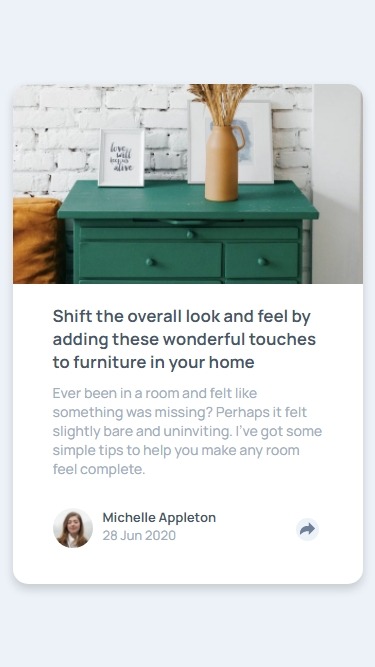 love
will
keep us
alive
Shift the overall look and feel by
adding these wonderful touches
to furniture in your home
Ever been in a room and felt like
something was missing? Perhaps it felt
slightly bare and uninviting. I've got some
simple tips to help you make any room
feel complete.
Michelle Appleton
28 Jun 2020